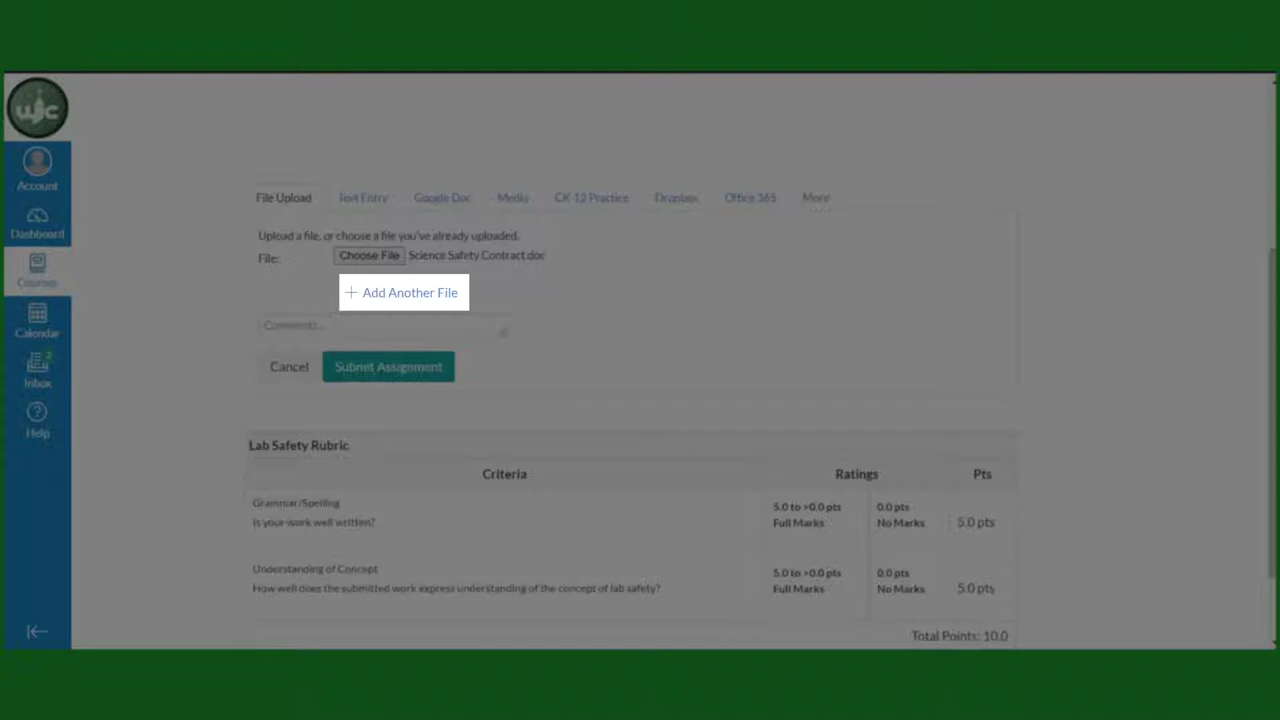 wjc
Account
Dashboard
Courses
Calendar
2
Inbox
Help
File Upload Text Entry Google Doc Media CK-12 Practice Dropbox Office 365 More
Upload a file, or choose a file you've already uploaded.
File: Choose File Science Safety Contract.doc
+ Add Another File
Comments...
Cancel Submit Assignment
Lab Safety Rubric
Criteria Ratings Pts
Grammar/Spelling
Is your work well written?
5.0 to >0.0 pts
Full Marks
0.0 pts
No Marks
5.0 pts
Understanding of Concept
How well does the submitted work express understanding of the concept of lab safety?
5.0 to >0.0 pts
Full Marks
0.0 pts
No Marks
5.0 pts
Total Points: 10.0